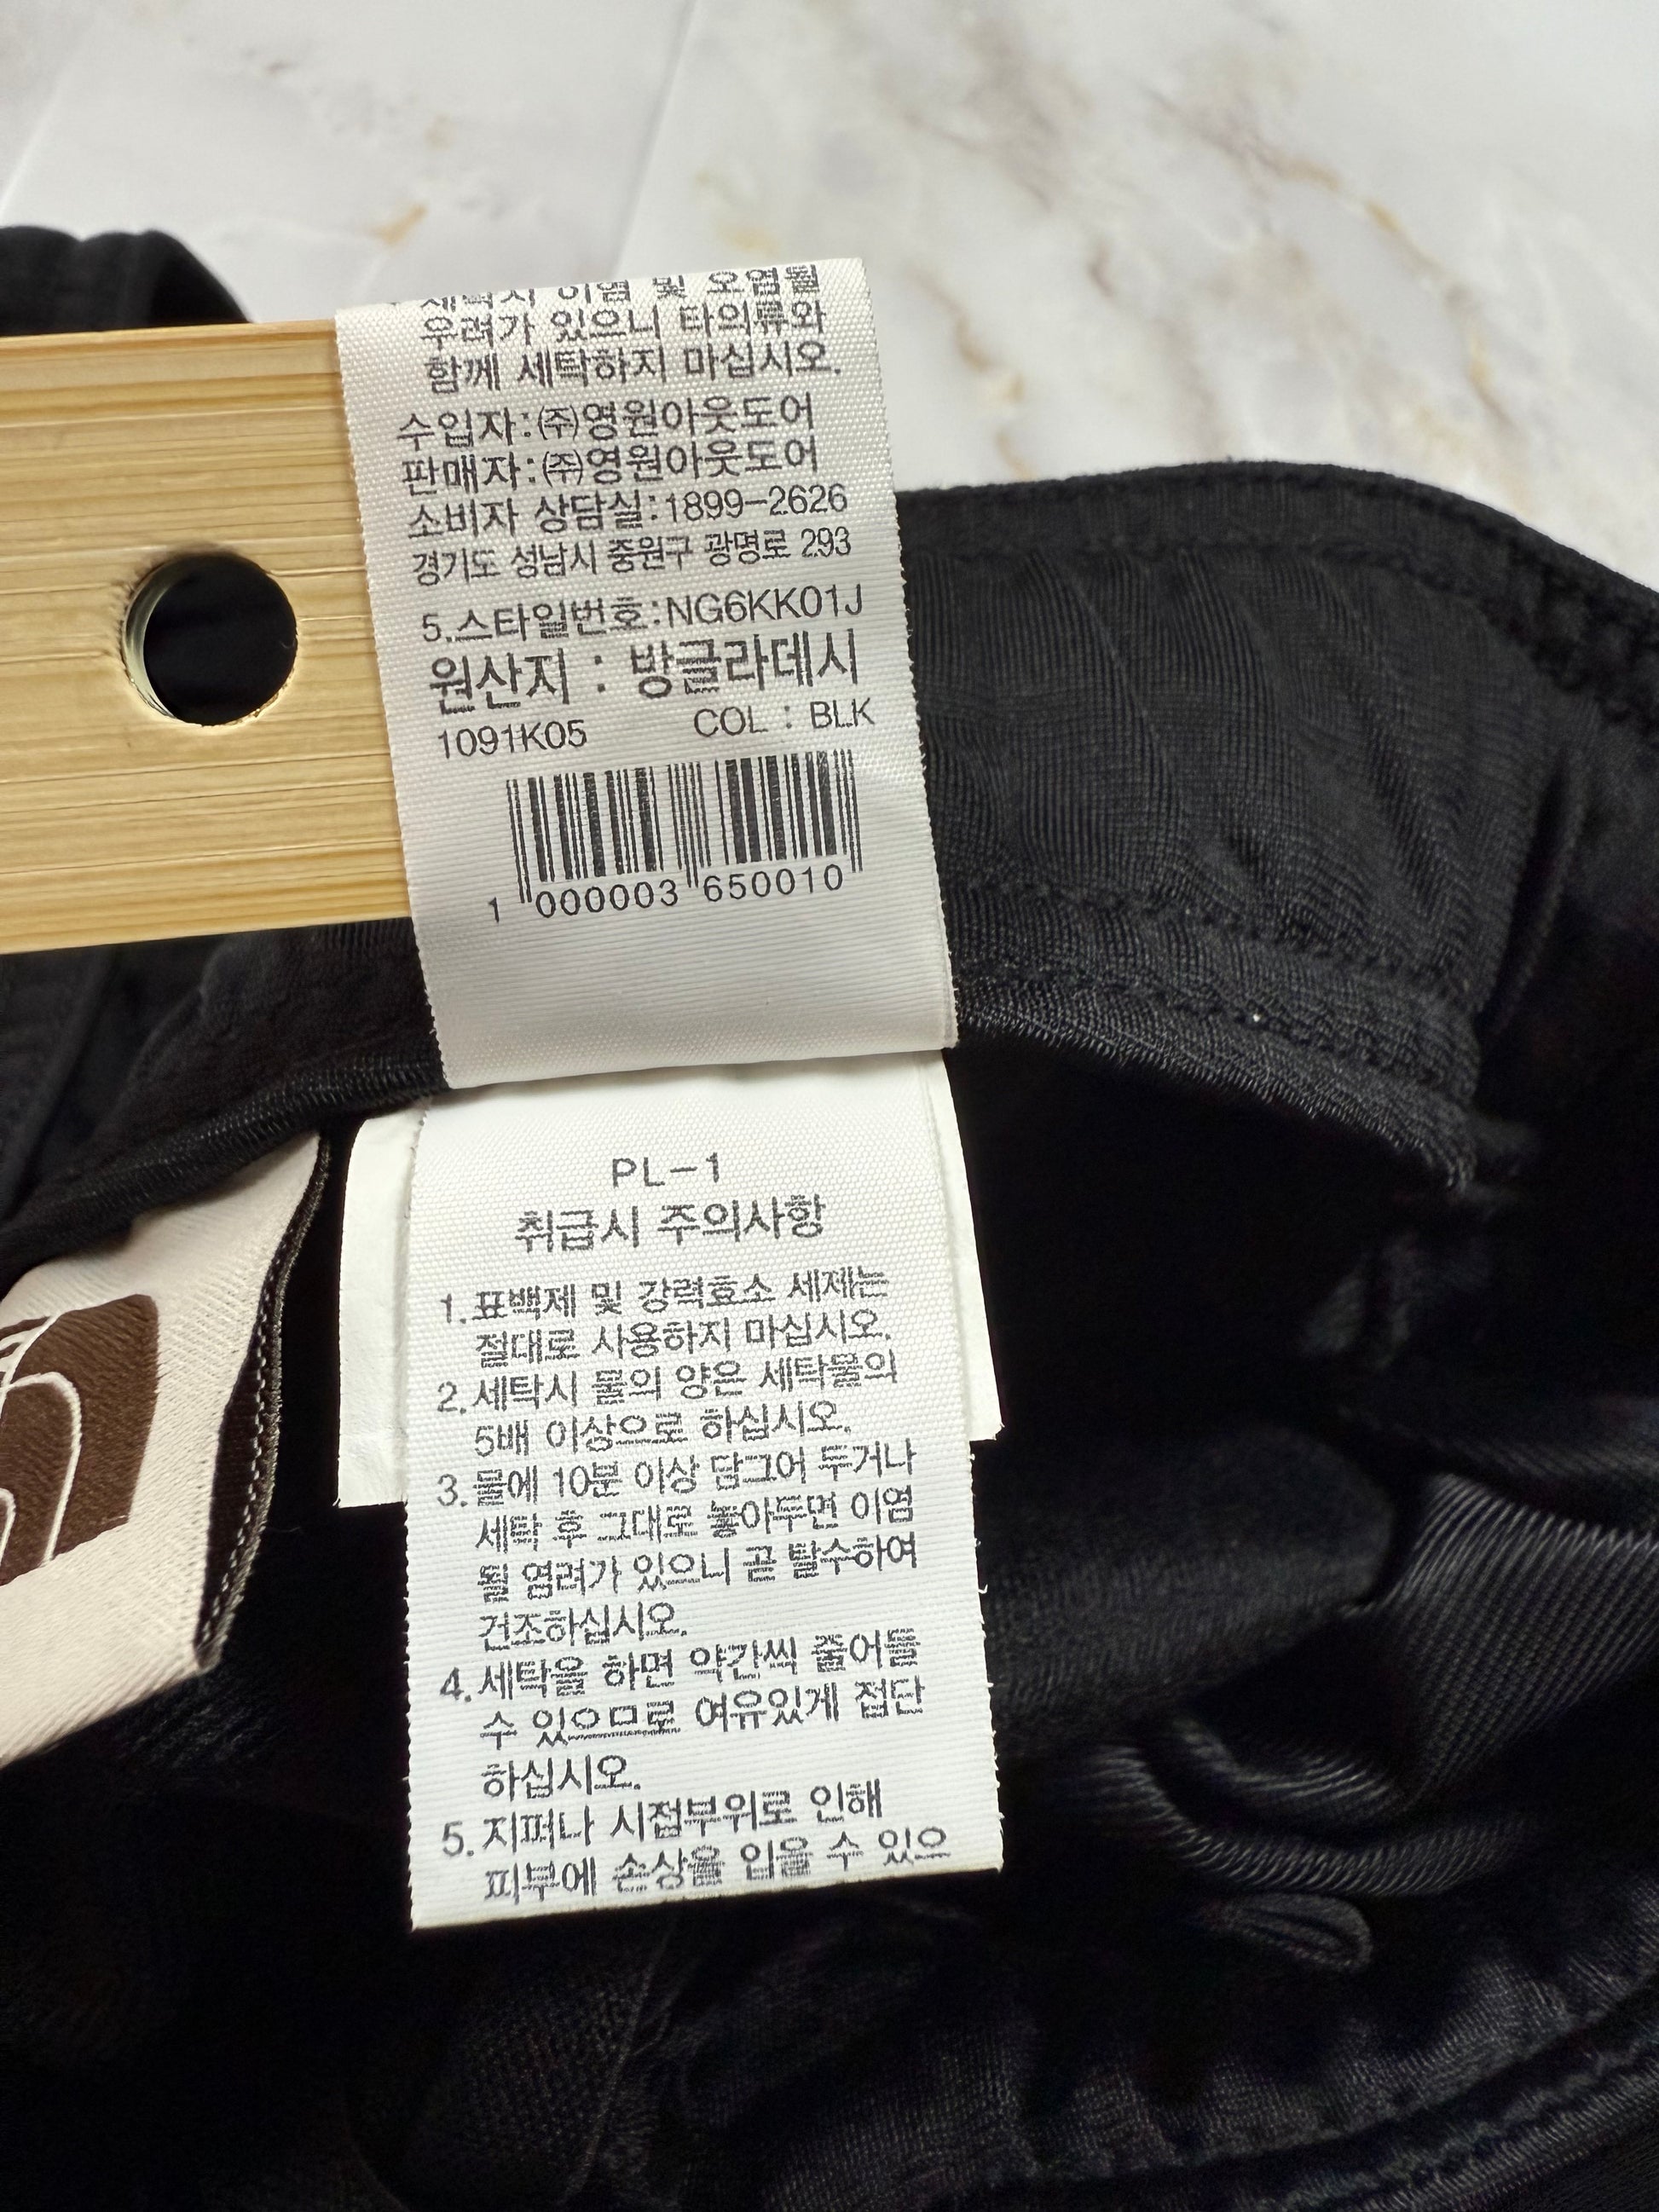 세탁시 이염 및 오염될
우려가 있으니 타의류와
함께 세탁하지 마십시오.
수입자:㈜영원아웃도어
판매자:㈜영원아웃도어
소비자 상담실:1899-2626
경기도 성남시 중원구 광명로 293
5.스타일번호:NG6KK01J
원산지 : 방글라데시
1091K05 COL : BLK
1 000003 650010
PL-1
취급시 주의사항
1.표백제 및 강력효소 세제는
절대로 사용하지 마십시오.
2.세탁시 물의 양은 세탁물의
5배 이상으로 하십시오.
3.물에 10분 이상 담그어 두거나
세탁 후 그대로 놓아두면 이염
될 염려가 있으니 곧 탈수하여
건조하십시오.
4.세탁을 하면 약간씩 줄어들
수 있으므로 여유있게 접단
하십시오.
5.지퍼나 시접부위로 인해
피부에 손상을 입을 수 있으